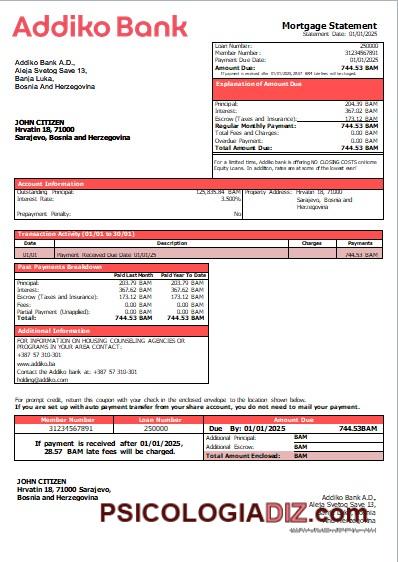 Addiko Bank
Mortgage Statement
Statement Date: 01/01/2025
Addiko Bank A.D.,
Aleja Svetog Save 13,
Banja Luka,
Bosnia And Herzegovina
Loan Number: 250000
Member Number: 31234567891
Payment Due Date: 01/01/2025
Amount Due: 744.53 BAM
If payment is received after 01/01/2025, 28.57 BAM late fees will be charged.
Explanation of Amount Due
Principal: 204.39 BAM
Interest: 367.02 BAM
Escrow (Taxes and Insurance): 173.12 BAM
Regular Monthly Payment: 744.53 BAM
Total Fees and Charges: 0.00 BAM
Overdue Payment: 0.00 BAM
Total Amount Due: 744.53 BAM
JOHN CITIZEN
Hrvatin 18, 71000
Sarajevo, Bosnia and Herzegovina
For a limited time, Addiko bank is offering NO CLOSING COSTS on Home
Equity Loans. In addition, rates are at some of the lowest ever!
Account Information
Outstanding Principal: 125,835.84 BAM
Interest Rate: 3.500%
Prepayment Penalty: No
Property Address: Hrvatin 18, 71000
Sarajevo, Bosnia and
Herzegovina
Transaction Activity (01/01 to 30/01)
Date Description Charges Payments
01/01 Payment Received Due Date 01/01/25 744.53 BAM
Past Payments Breakdown
Paid Last Month Paid Year To Date
Principal: 203.79 BAM 203.79 BAM
Interest: 367.62 BAM 367.62 BAM
Escrow (Taxes and Insurance): 173.12 BAM 173.12 BAM
Fees: 0.00 BAM 0.00 BAM
Partial Payment (Unapplied): 0.00 BAM 0.00 BAM
Total: 744.53 BAM 744.53 BAM
Additional Information
FOR INFORMATION ON HOUSING COUNSELING AGENCIES OR
PROGRAMS IN YOUR AREA CONTACT:
+387 57 310-301
www.addiko.ba
Contact the Addiko bank at: +387 57 310-301
holding@addiko.com
For prompt credit, return this coupon with your check in the enclosed envelope to the location shown below.
If you are set up with auto payment transfer from your share account, you do not need to mail your payment.
Member Number Loan Number Amount Due
31234567891 250000 Due By: 01/01/2025 744.53BAM
If payment is received after 01/01/2025,
28.57 BAM late fees will be charged.
Additional Principal: BAM
Additional Escrow: BAM
Total Amount Enclosed: BAM
JOHN CITIZEN
Hrvatin 18, 71000 Sarajevo,
Bosnia and Herzegovina
Addiko Bank A.D.,
Aleja Svetog Save 13,
PSICOLOGIADIZ.com